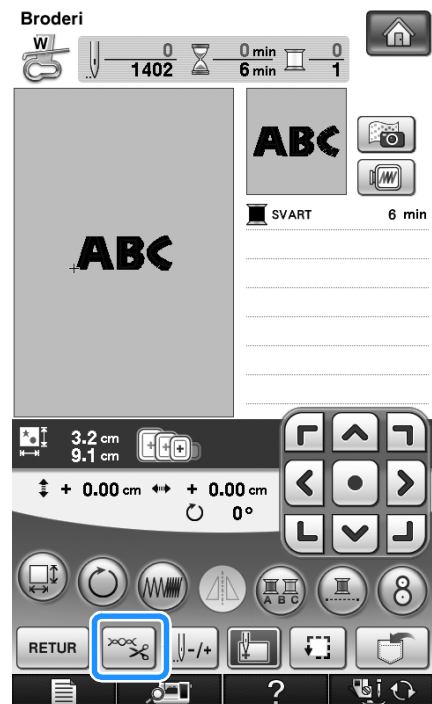 Broderi
W
0 0 min 0
1402 6 min 1
ABC
SVART 6 min
ABC
3.2 cm
9.1 cm
+ 0.00 cm + 0.00 cm
0°
A B C
8
RETUR -/+
?